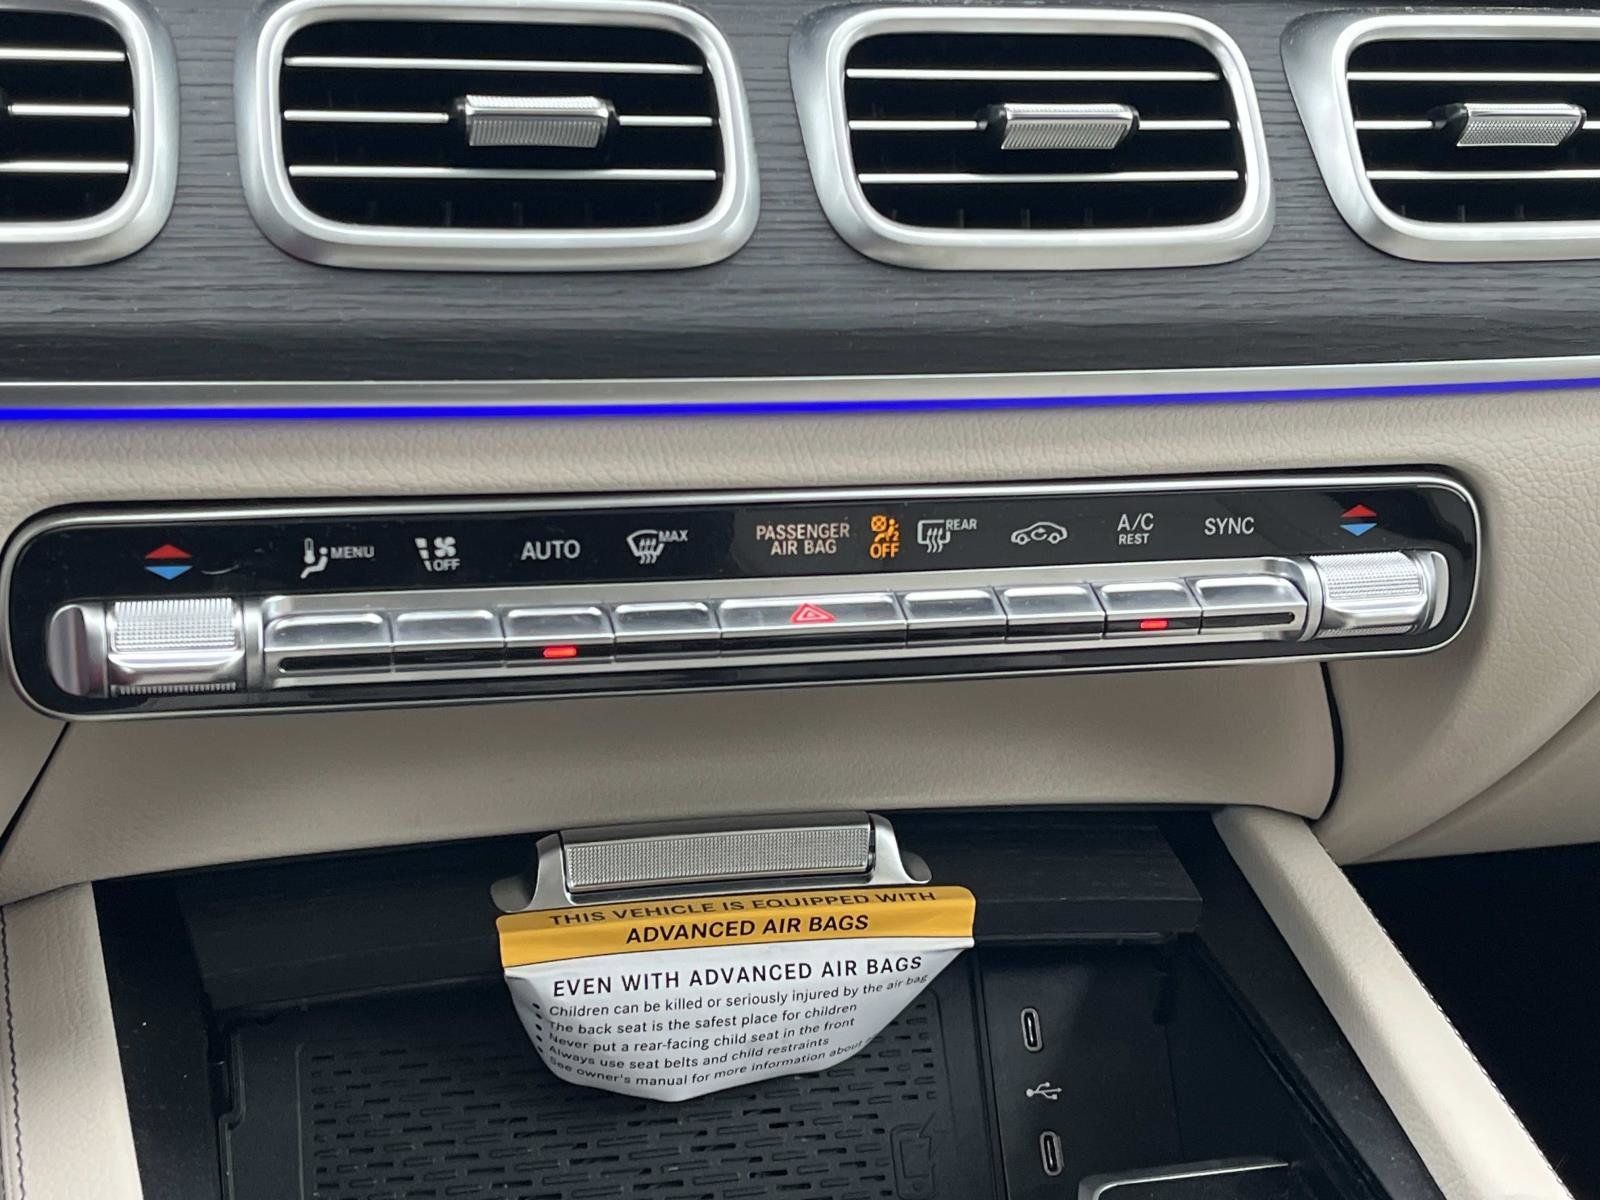 MENU
OFF
AUTO
MAX
PASSENGER
AIR BAG
2
OFF
REAR
A/C
REST
SYNC
THIS VEHICLE IS EQUIPPED WITH
ADVANCED AIR BAGS
EVEN WITH ADVANCED AIR BAGS
• Children can be killed or seriously injured by the air bag
• The back seat is the safest place for children
• Never put a rear-facing child seat in the front
• Always use seat belts and child restraints
See owner's manual for more information about